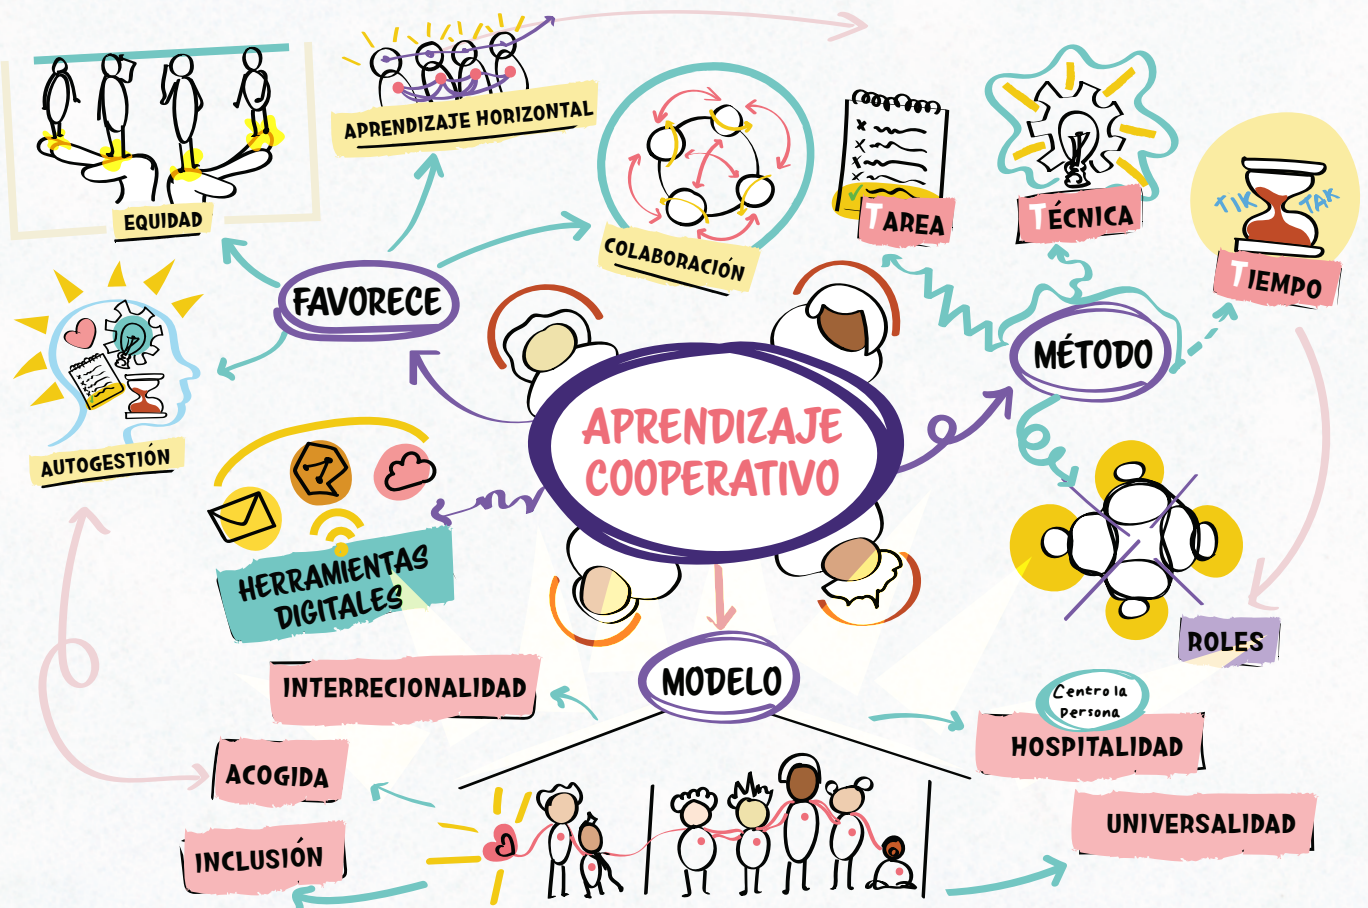 EQUIDAD
APRENDIZAJE HORIZONTAL
COLABORACIÓN
TAREA
TÉCNICA
TIK TAK
TIEMPO
FAVORECE
MÉTODO
AUTOGESTIÓN
APRENDIZAJE
COOPERATIVO
HERRAMIENTAS
DIGITALES
ROLES
MODELO
INTERRECIONALIDAD
Centro la
Persona
HOSPITALIDAD
ACOGIDA
UNIVERSALIDAD
INCLUSIÓN